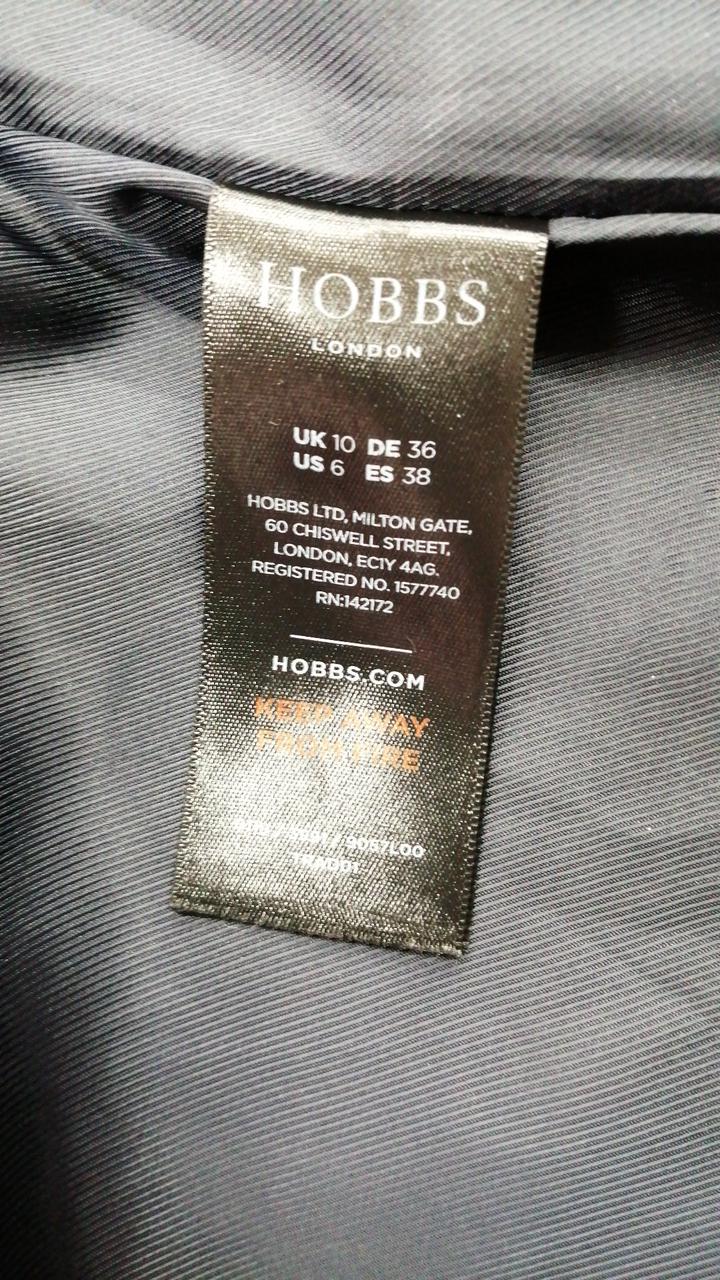 HOBBS
LONDON
UK 10 DE 36
US 6 ES 38
HOBBS LTD, MILTON GATE,
60 CHISWELL STREET,
LONDON, EC1Y 4AG.
REGISTERED NO. 1577740
RN:142172
HOBBS.COM
KEEP AWAY
FROM FIRE